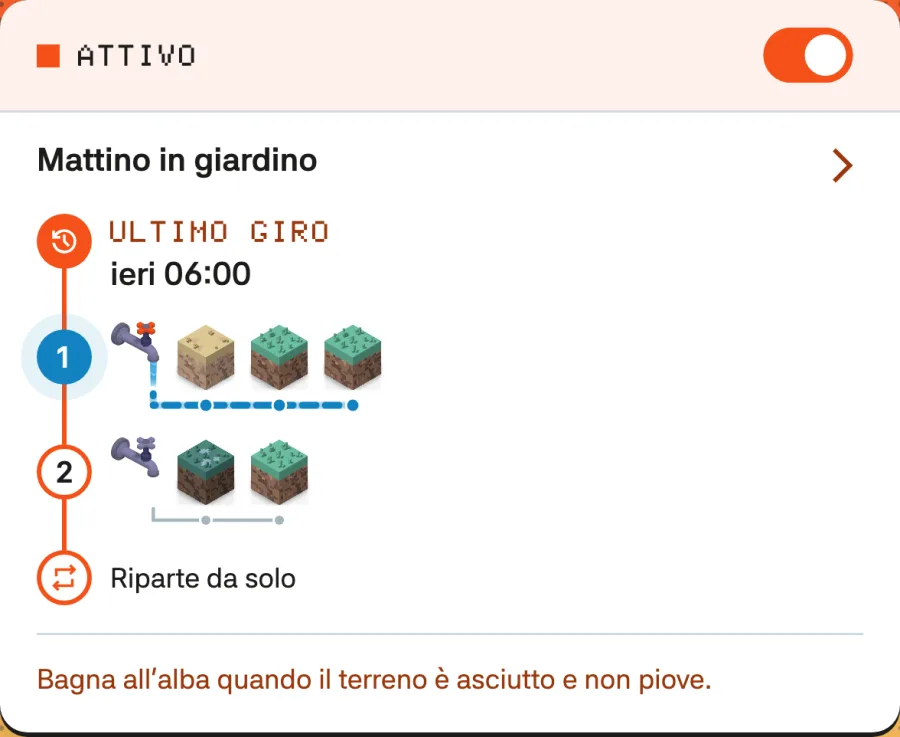 ATTIVO
Mattino in giardino
ULTIMO GIRO
ieri 06:00
1
2
Riparte da solo
Bagna all’alba quando il terreno è asciutto e non piove.